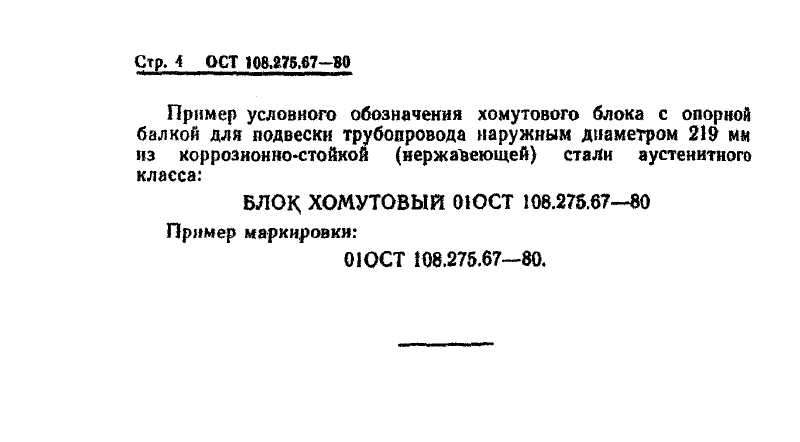 Стр. 4 ОСТ 108.275.67—80
Пример условного обозначения хомутового блока с опорной
балкой для подвески трубопровода наружным диаметром 219 мм
из коррозионно-стойкой (нержавеющей) стали аустенитного
класса:
БЛОК ХОМУТОВЫЙ 01ОСТ 108.275.67—80
Пример маркировки:
01ОСТ 108.275.67—80.